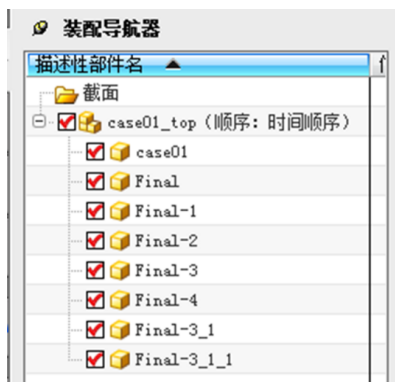 装配导航器
描述性部件名
截面
case01_top (顺序: 时间顺序)
case01
Final
Final-1
Final-2
Final-3
Final-4
Final-3_1
Final-3_1_1